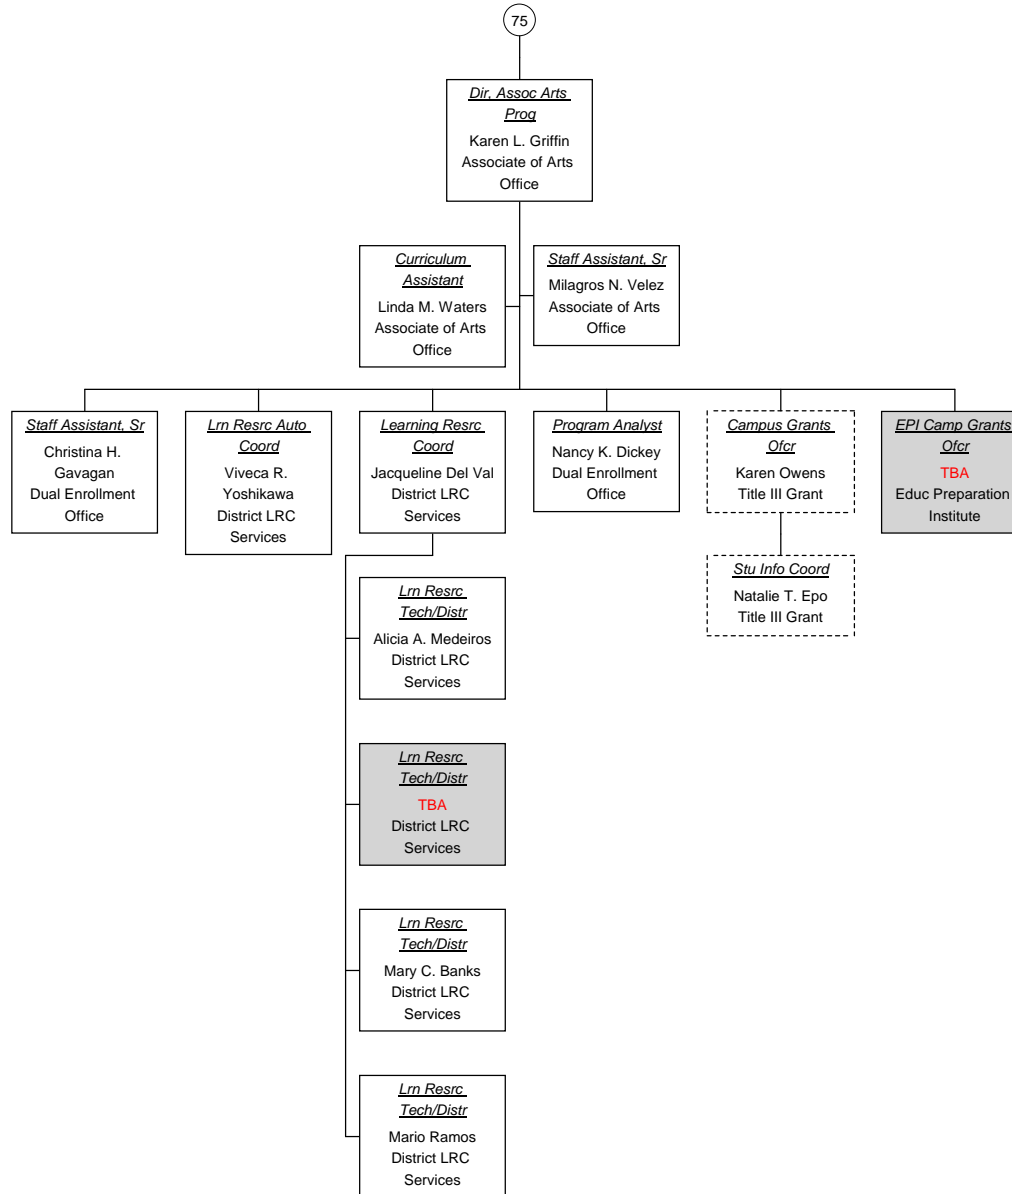 75
Dir, Assoc Arts
Prog
Karen L. Griffin
Associate of Arts
Office
Curriculum
Assistant
Linda M. Waters
Associate of Arts
Office
Staff Assistant, Sr
Milagros N. Velez
Associate of Arts
Office
Staff Assistant, Sr
Christina H.
Gavagan
Dual Enrollment
Office
Lrn Resrc Auto
Coord
Viveca R.
Yoshikawa
District LRC
Services
Learning Resrc
Coord
Jacqueline Del Val
District LRC
Services
Program Analyst
Nancy K. Dickey
Dual Enrollment
Office
Campus Grants
Ofcr
Karen Owens
Title III Grant
EPI Camp Grants
Ofcr
TBA
Educ Preparation
Institute
Stu Info Coord
Natalie T. Epo
Title III Grant
Lrn Resrc
Tech/Distr
Alicia A. Medeiros
District LRC
Services
Lrn Resrc
Tech/Distr
TBA
District LRC
Services
Lrn Resrc
Tech/Distr
Mary C. Banks
District LRC
Services
Lrn Resrc
Tech/Distr
Mario Ramos
District LRC
Services